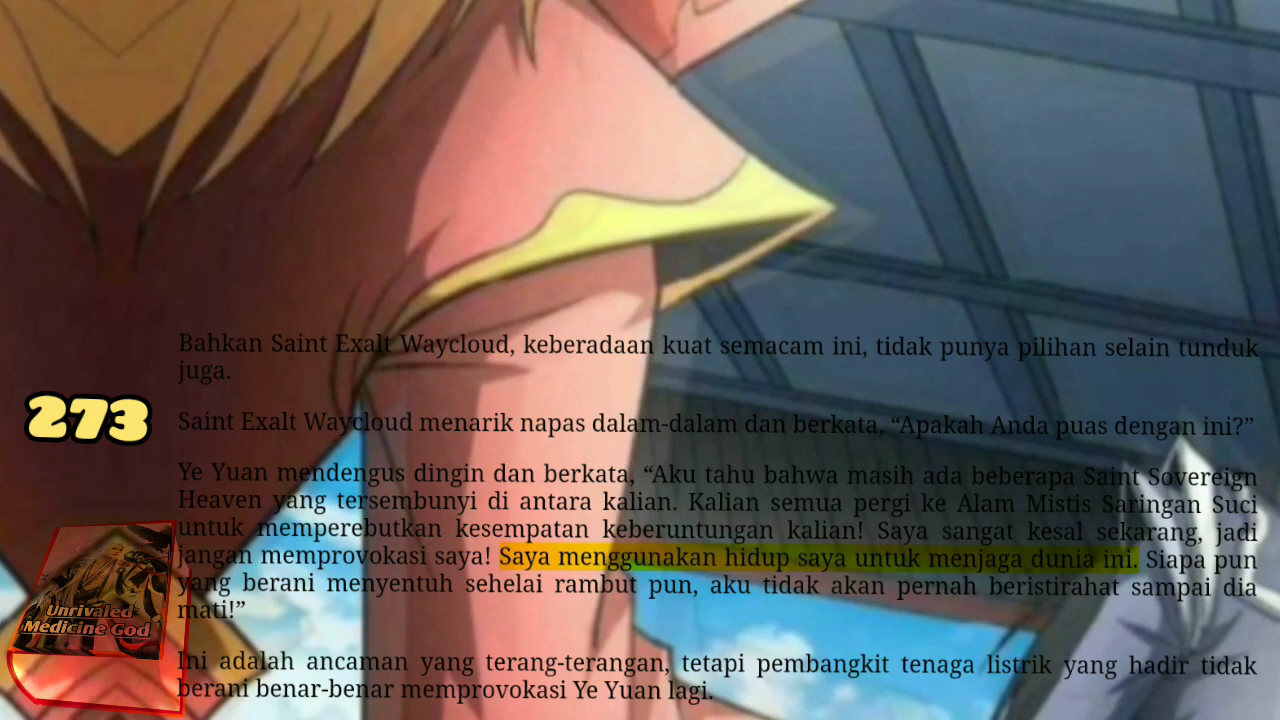 Bahkan Saint Exalt Waycloud, keberadaan kuat semacam ini, tidak punya pilihan selain tunduk
juga.
273
Saint Exalt Waycloud menarik napas dalam-dalam dan berkata, “Apakah Anda puas dengan ini?”
Ye Yuan mendengus dingin dan berkata, “Aku tahu bahwa masih ada beberapa Saint Sovereign
Heaven yang tersembunyi di antara kalian. Kalian semua pergi ke Alam Mistis Saringan Suci
untuk memperebutkan kesempatan keberuntungan kalian! Saya sangat kesal sekarang, jadi
jangan memprovokasi saya! Saya menggunakan hidup saya untuk menjaga dunia ini. Siapa pun
yang berani menyentuh sehelai rambut pun, aku tidak akan pernah beristirahat sampai dia
mati!”
Unrivaled
Medicine God
Ini adalah ancaman yang terang-terangan, tetapi pembangkit tenaga listrik yang hadir tidak
berani benar-benar memprovokasi Ye Yuan lagi.